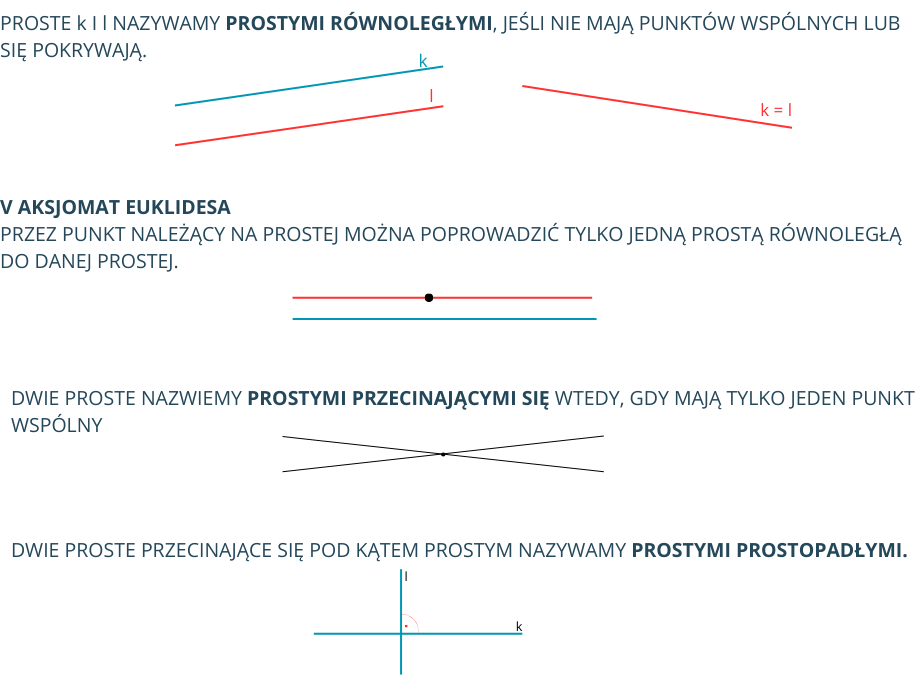 PROSTE k I l NAZYWAMY PROSTYMI RÓWNOLEGŁYMI, JEŚLI NIE MAJĄ PUNKTÓW WSPÓLNYCH LUB
SIĘ POKRYWAJĄ.
k
l
k = l
V AKSJOMAT EUKLIDESA
PRZEZ PUNKT NALEŻĄCY NA PROSTEJ MOŻNA POPROWADZIĆ TYLKO JEDNĄ PROSTĄ RÓWNOLEGŁĄ
DO DANEJ PROSTEJ.
DWIE PROSTE NAZWIEMY PROSTYMI PRZECINAJĄCYMI SIĘ WTEDY, GDY MAJĄ TYLKO JEDEN PUNKT
WSPÓLNY
DWIE PROSTE PRZECINAJĄCE SIĘ POD KĄTEM PROSTYM NAZYWAMY PROSTYMI PROSTOPADŁYMI.
l
k